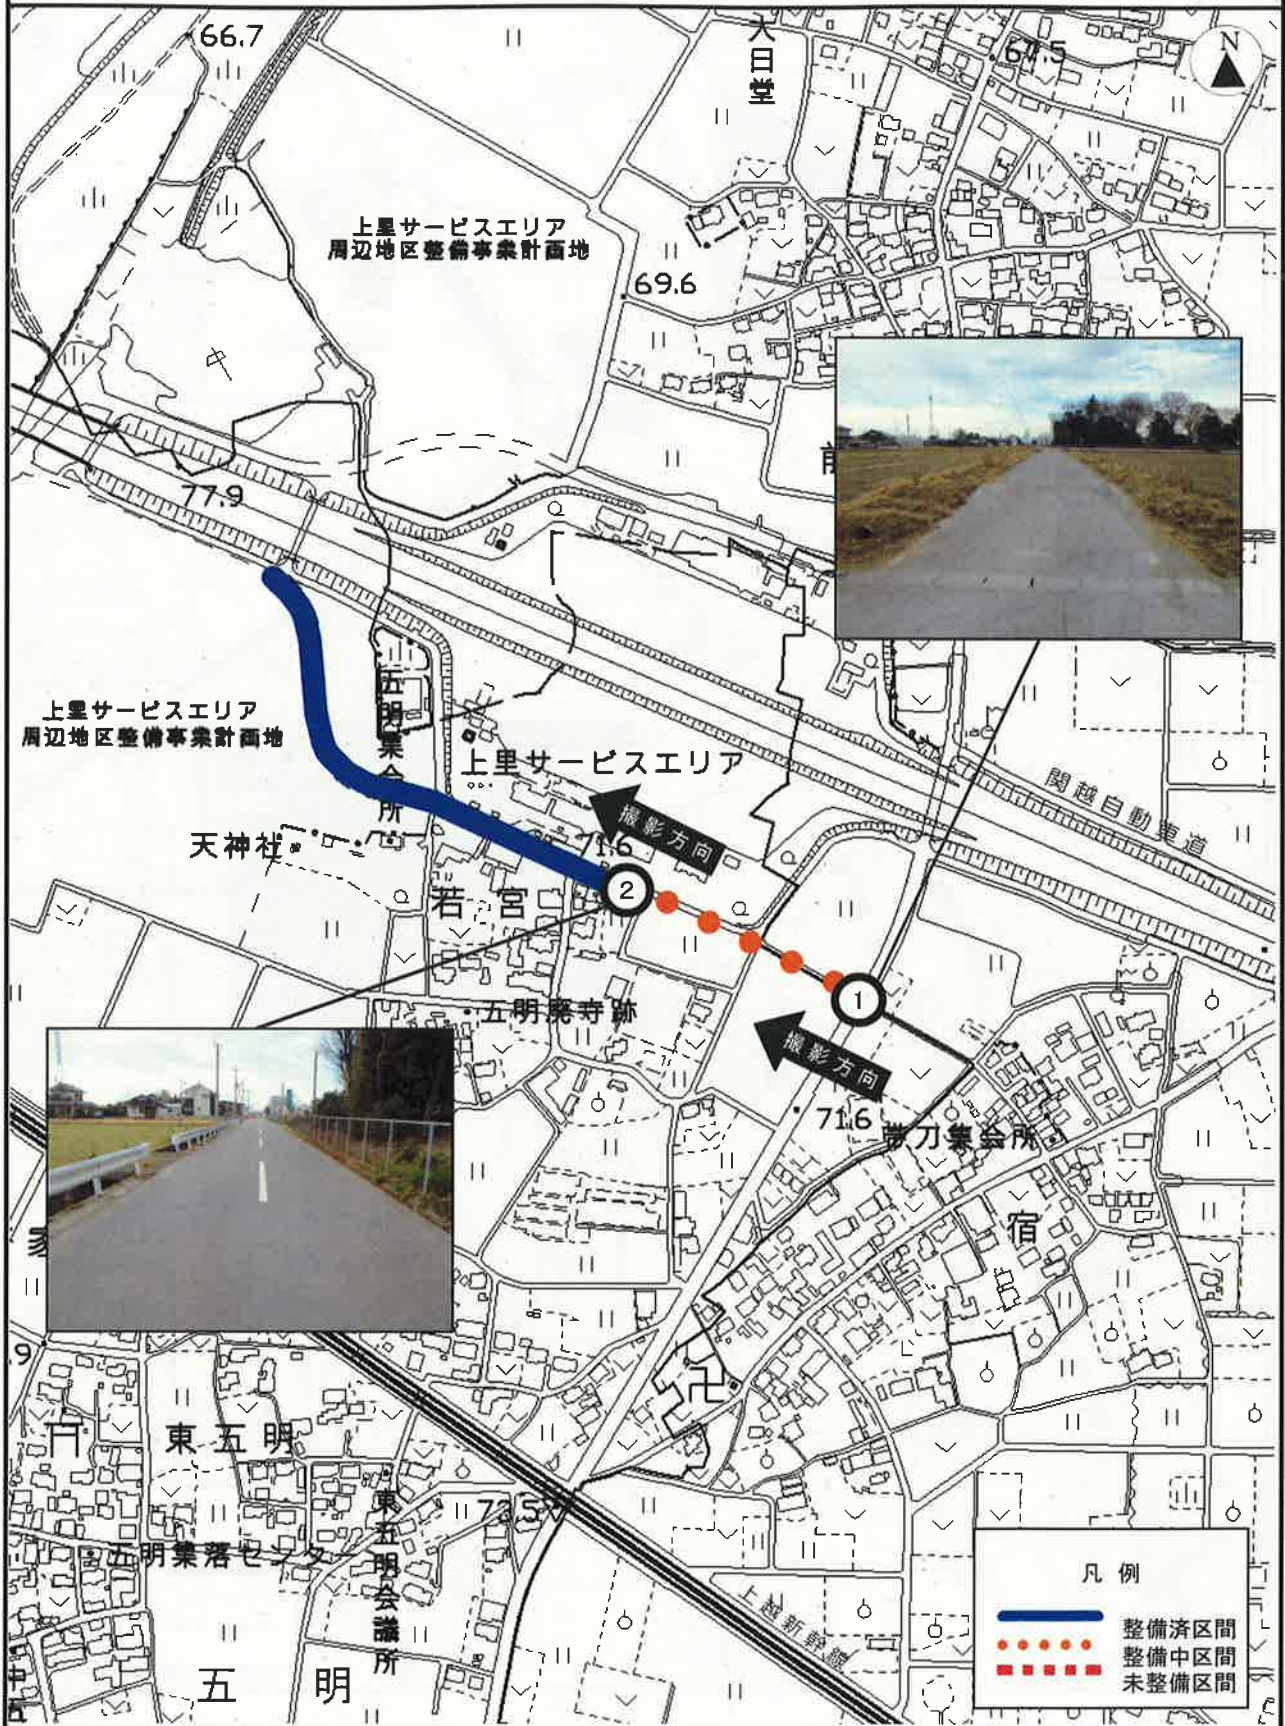 66.7
大日堂
67.5
N
上里サービスエリア
周辺地区整備事業計画地
69.6
前
77.9
五明集会所
上里サービスエリア
周辺地区整備事業計画地
上里サービスエリア
関越自動車道
撮影方向
天神社
71.6
2
若宮
1
五明廃寺跡
撮影方向
71.6
帯刀集会所
宿
.9
東五明
73.5
東五明会議所
五明集落センター
上越新幹線
五明
凡例
整備済区間
整備中区間
未整備区間